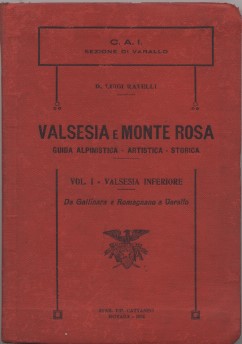 C. A. I.
SEZIONE DI VARALLO
VALSESIA E MONTE ROSA
GUIDA ALPINISTICA - ARTISTICA - STORICA
VOL. I - VALSESIA INFERIORE
Da Gattinara e Romagnano a Varallo